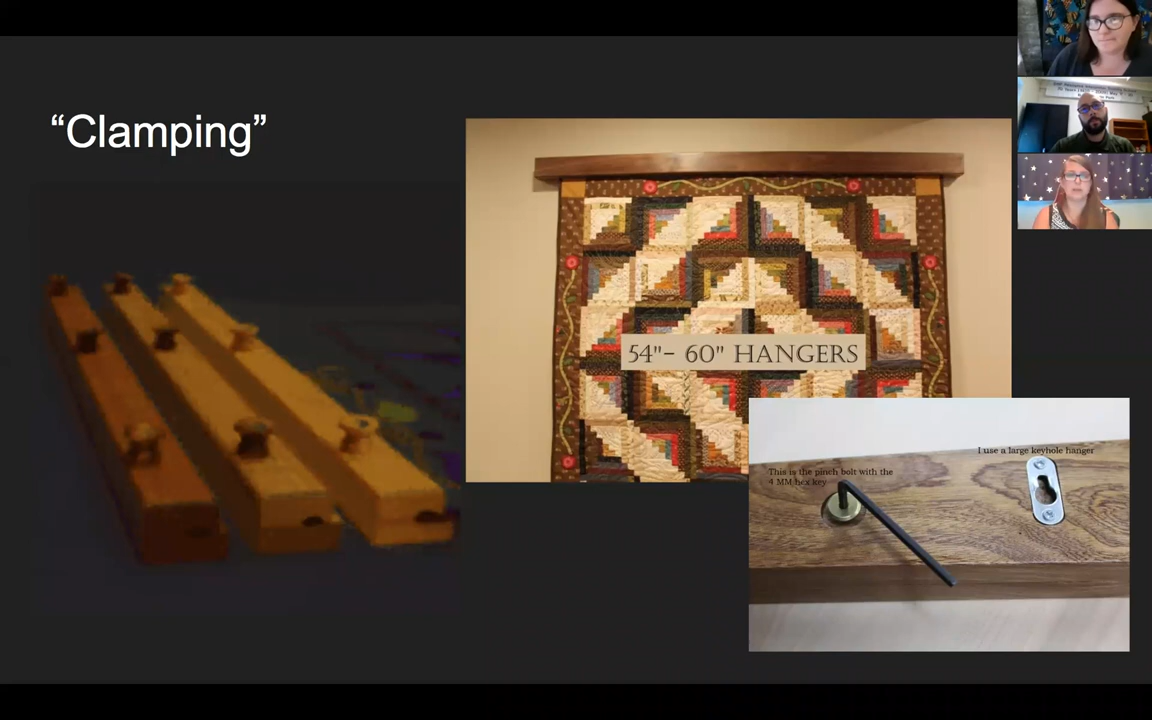 “Clamping”
54"- 60" HANGERS
I use a large keyhole hanger
This is the pinch bolt with the
4 MM hex key